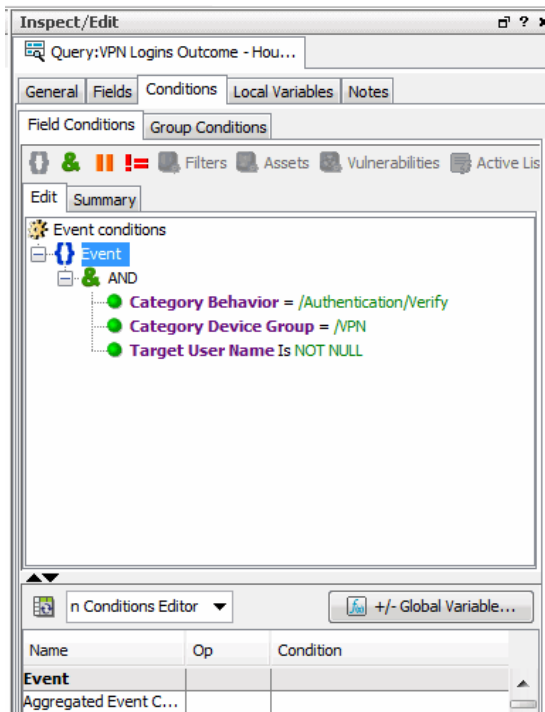 Inspect/Edit
Query:VPN Logins Outcome - Hou...
General Fields Conditions Local Variables Notes
Field Conditions Group Conditions
Filters Assets Vulnerabilities Active Lis
Edit Summary
Event conditions
Event
AND
Category Behavior = /Authentication/Verify
Category Device Group = /VPN
Target User Name Is NOT NULL
n Conditions Editor +/- Global Variable...
Name Op Condition
Event
Aggregated Event C...